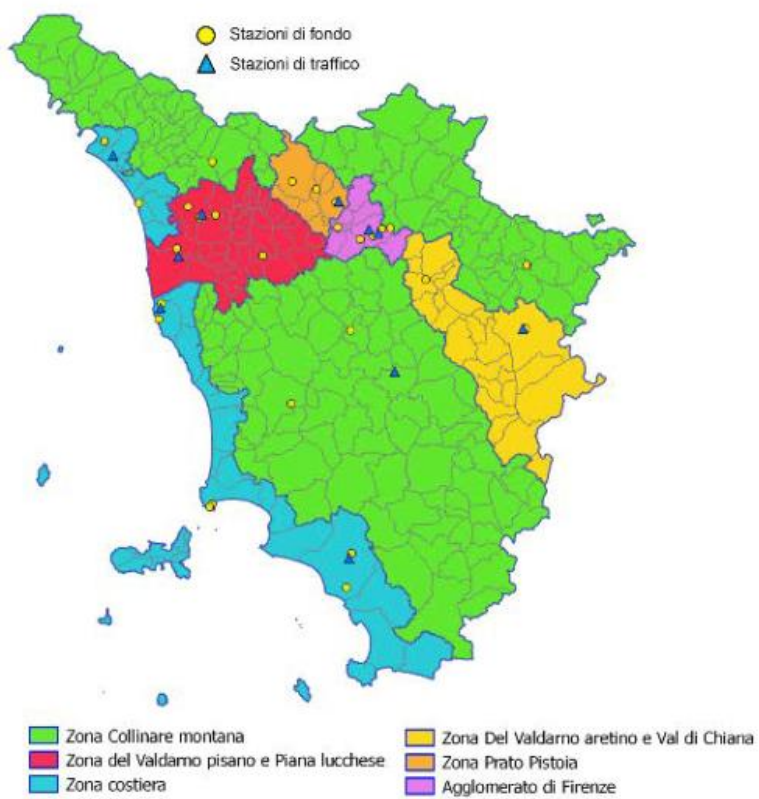 Stazioni di fondo
Stazioni di traffico
Zona Collinare montana
Zona del Valdarno pisano e Piana lucchese
Zona costiera
Zona Del Valdarno aretino e Val di Chiana
Zona Prato Pistoia
Agglomerato di Firenze